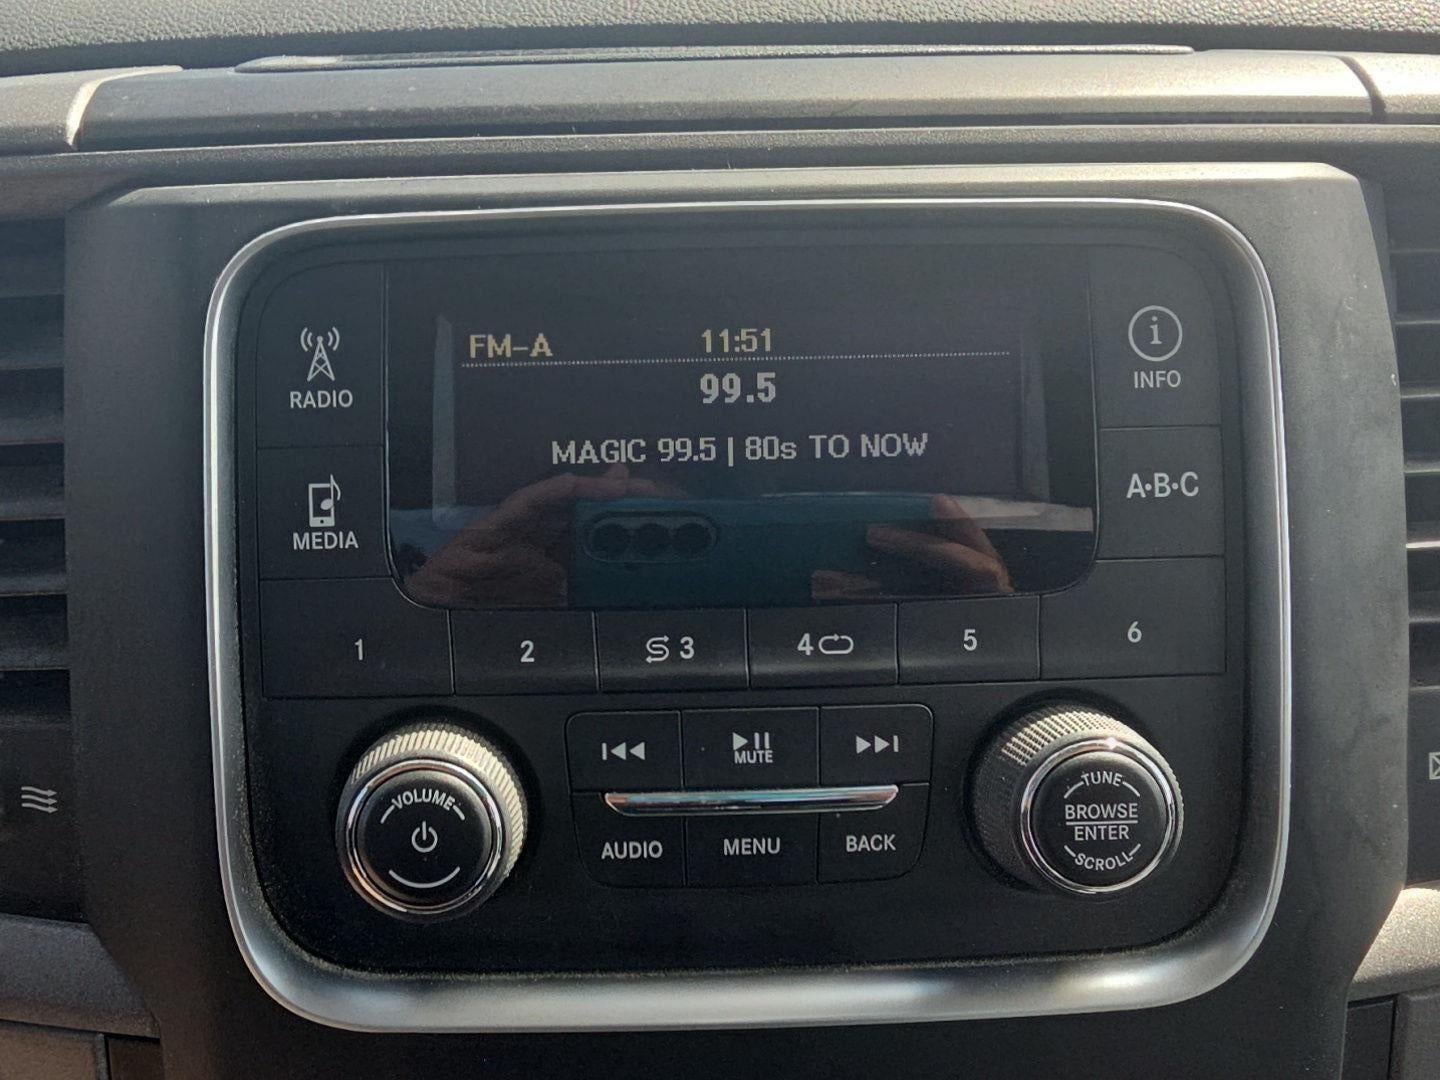 FM-A 11:51
99.5
MAGIC 99.5 | 80s TO NOW
RADIO
MEDIA
i
INFO
A·B·C
1 2 3 4 5 6
VOLUME
MUTE
AUDIO MENU BACK
TUNE
BROWSE
ENTER
SCROLL